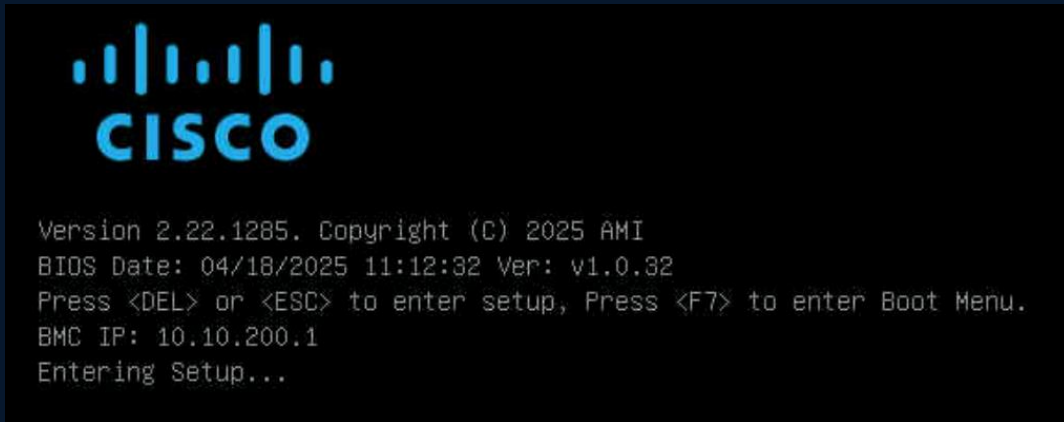 CISCO
Version 2.22.1285. Copyright (C) 2025 AMI
BIOS Date: 04/18/2025 11:12:32 Ver: v1.0.32
Press <DEL> or <ESC> to enter setup, Press <F7> to enter Boot Menu.
BMC IP: 10.10.200.1
Entering Setup...